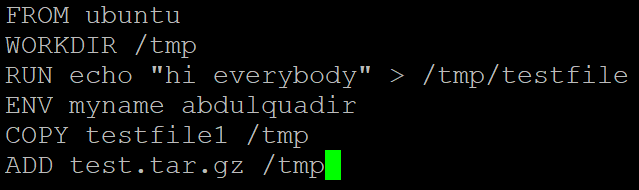 FROM ubuntu
WORKDIR /tmp
RUN echo "hi everybody" > /tmp/testfile
ENV myname abdulquadir
COPY testfile1 /tmp
ADD test.tar.gz /tmp